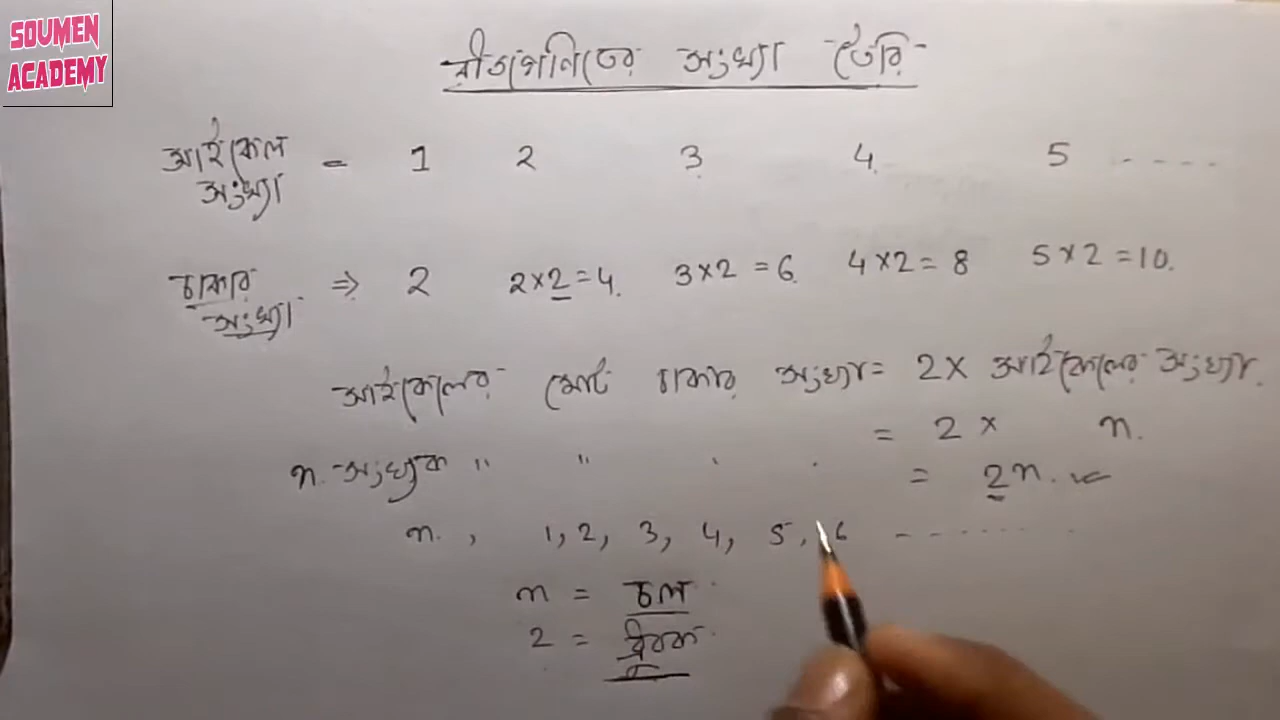 SOUMEN
ACADEMY
বীজগণিতের সংখ্যা তৈরি
সাইকেল সংখ্যা = 1 2 3 4 5 ....
চাকার সংখ্যা ⇒ 2 2×2=4. 3×2=6. 4×2=8 5×2=10.
সাইকেলের মোট চাকার সংখ্যা = 2× সাইকেলের সংখ্যা.
= 2× n.
n. সংখ্যক " " = 2n.
n. , 1, 2, 3, 4, 5, 6 .......
n = চল
2 = ধ্রুবক